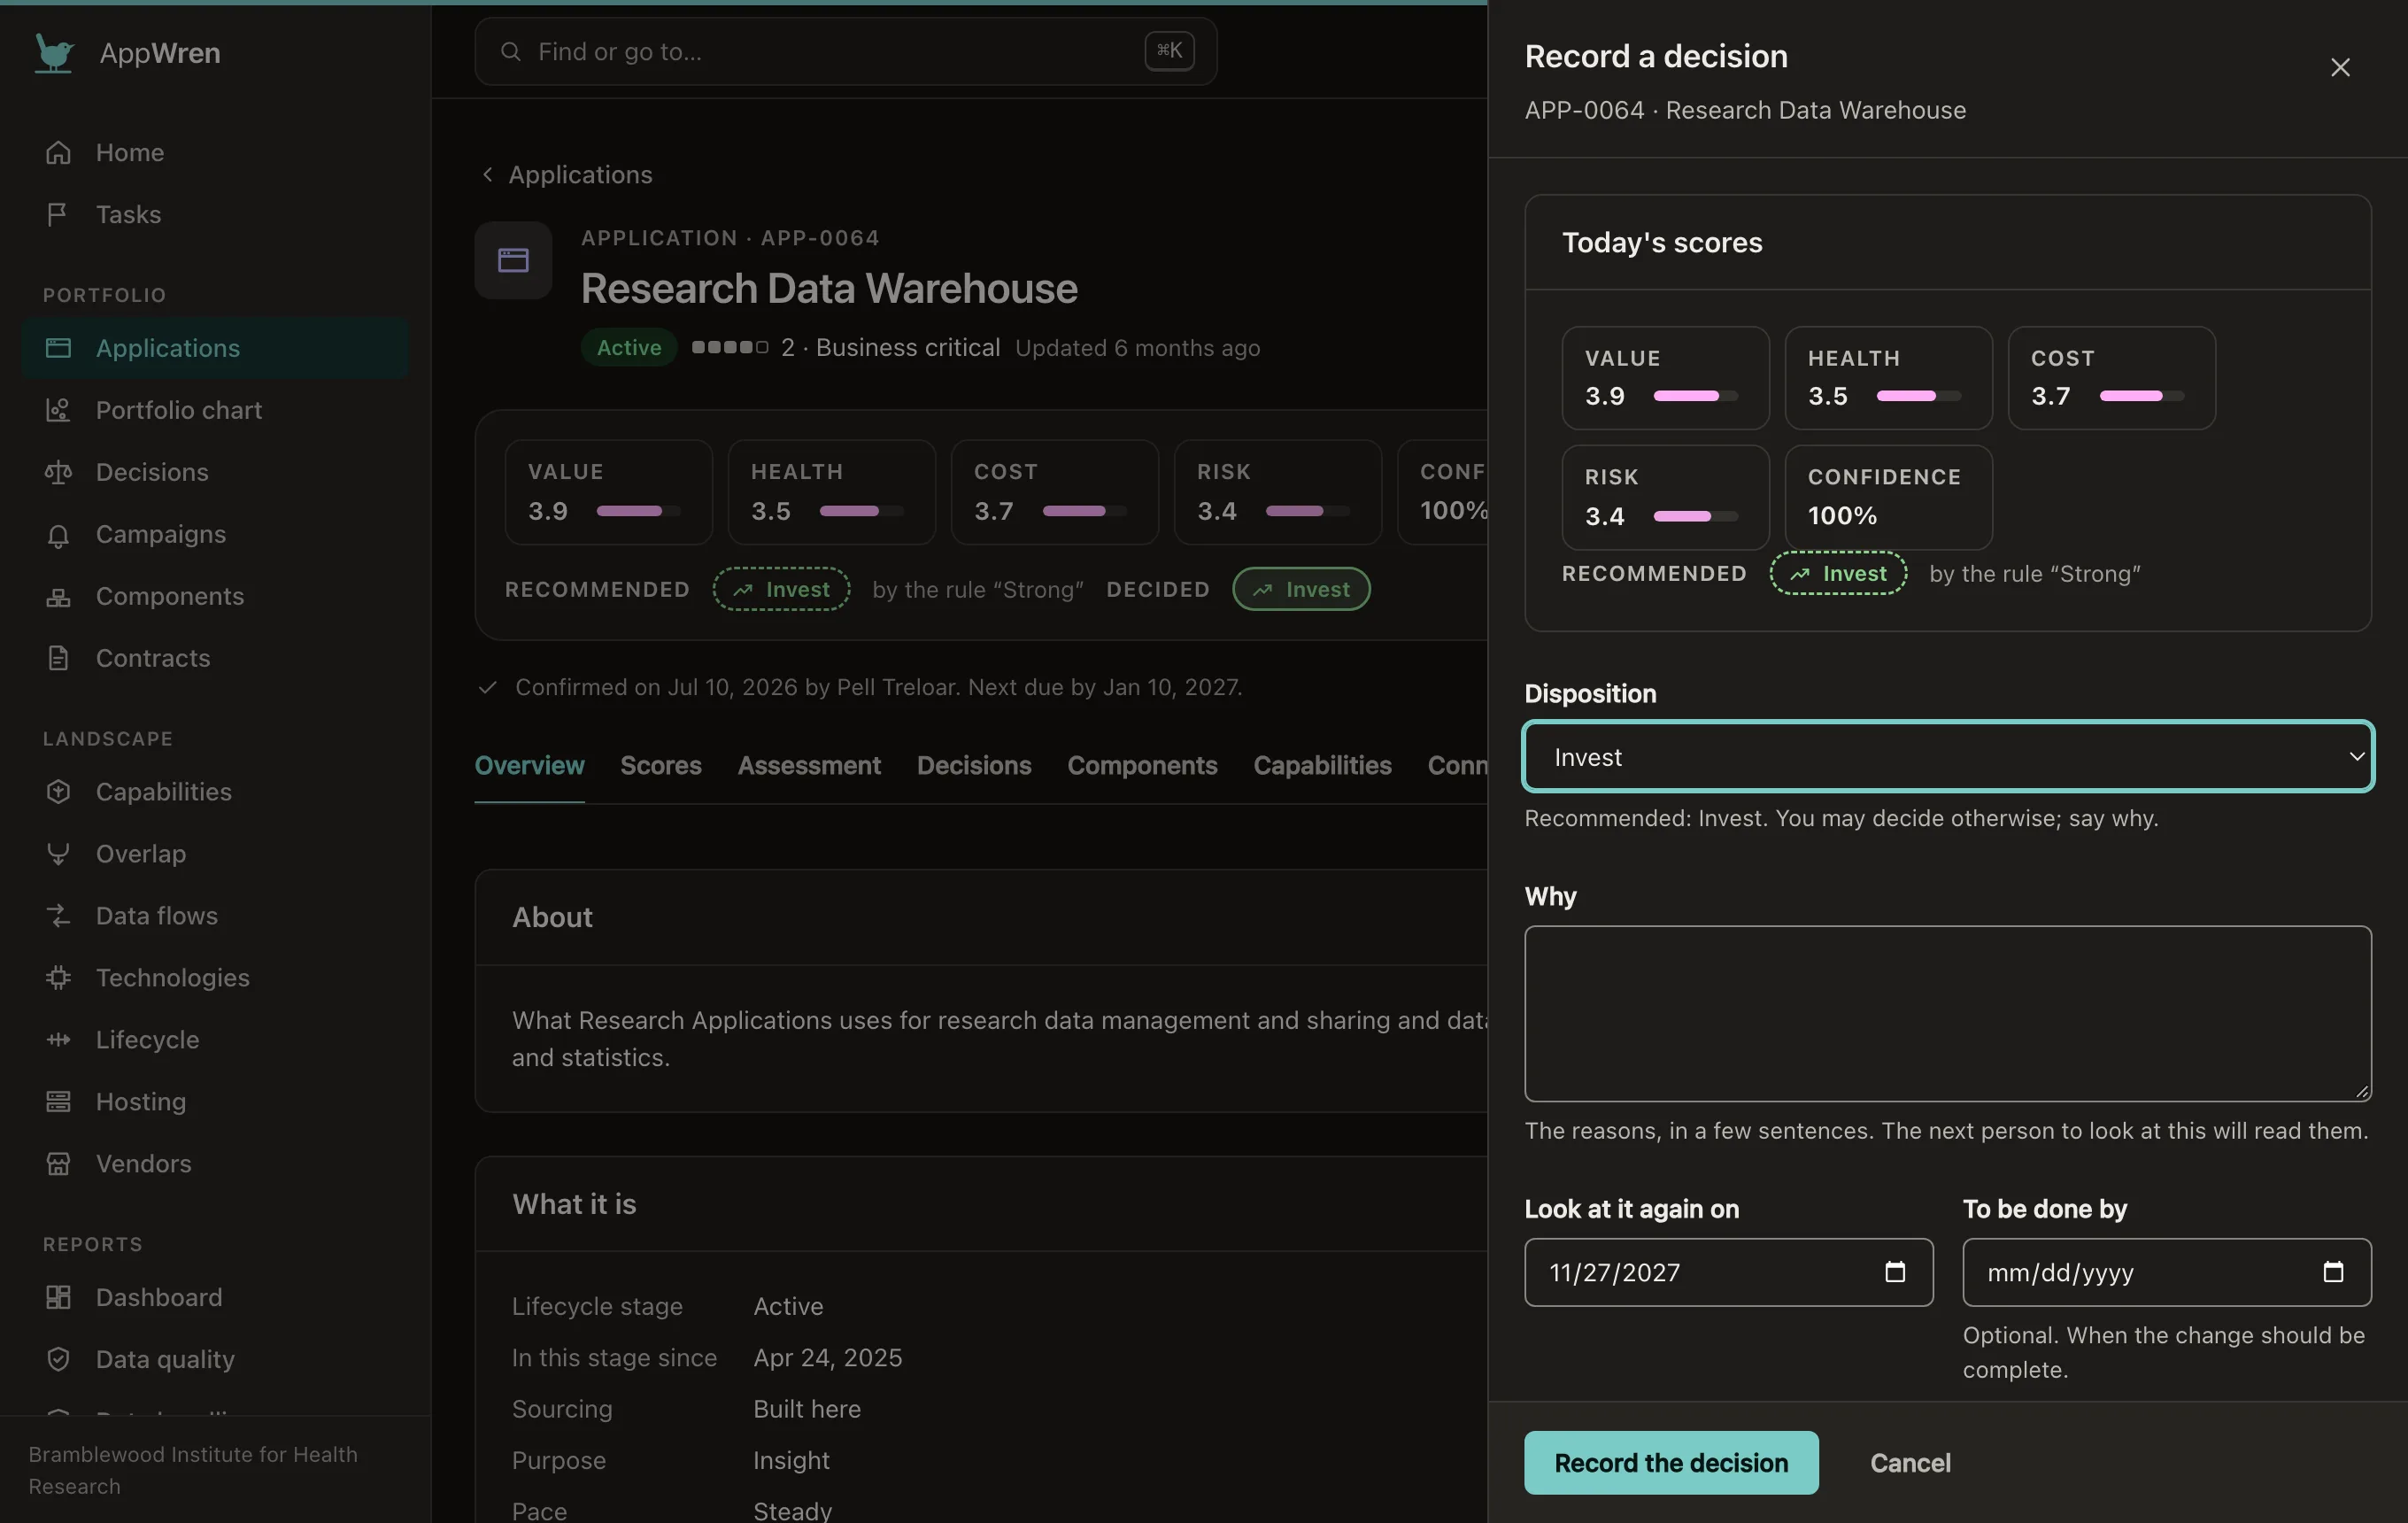 AppWren
Home
Tasks
PORTFOLIO
Applications
Portfolio chart
Decisions
Campaigns
Components
Contracts
LANDSCAPE
Capabilities
Overlap
Data flows
Technologies
Lifecycle
Hosting
Vendors
REPORTS
Dashboard
Data quality
Bramblewood Institute for Health
Research
Find or go to...
⌘K
Applications
APPLICATION · APP-0064
Research Data Warehouse
Active 2 · Business critical Updated 6 months ago
VALUE HEALTH COST RISK CONF
3.9 3.5 3.7 3.4 100%
RECOMMENDED Invest by the rule “Strong” DECIDED Invest
Confirmed on Jul 10, 2026 by Pell Treloar. Next due by Jan 10, 2027.
Overview Scores Assessment Decisions Components Capabilities Conn
About
What Research Applications uses for research data management and sharing and data
and statistics.
What it is
Lifecycle stage Active
In this stage since Apr 24, 2025
Sourcing Built here
Purpose Insight
Pace Steady
Record a decision
APP-0064 · Research Data Warehouse
Today's scores
VALUE HEALTH COST
3.9 3.5 3.7
RISK CONFIDENCE
3.4 100%
RECOMMENDED Invest by the rule “Strong”
Disposition
Invest
Recommended: Invest. You may decide otherwise; say why.
Why
The reasons, in a few sentences. The next person to look at this will read them.
Look at it again on To be done by
11/27/2027 mm/dd/yyyy
Optional. When the change should be
complete.
Record the decision Cancel